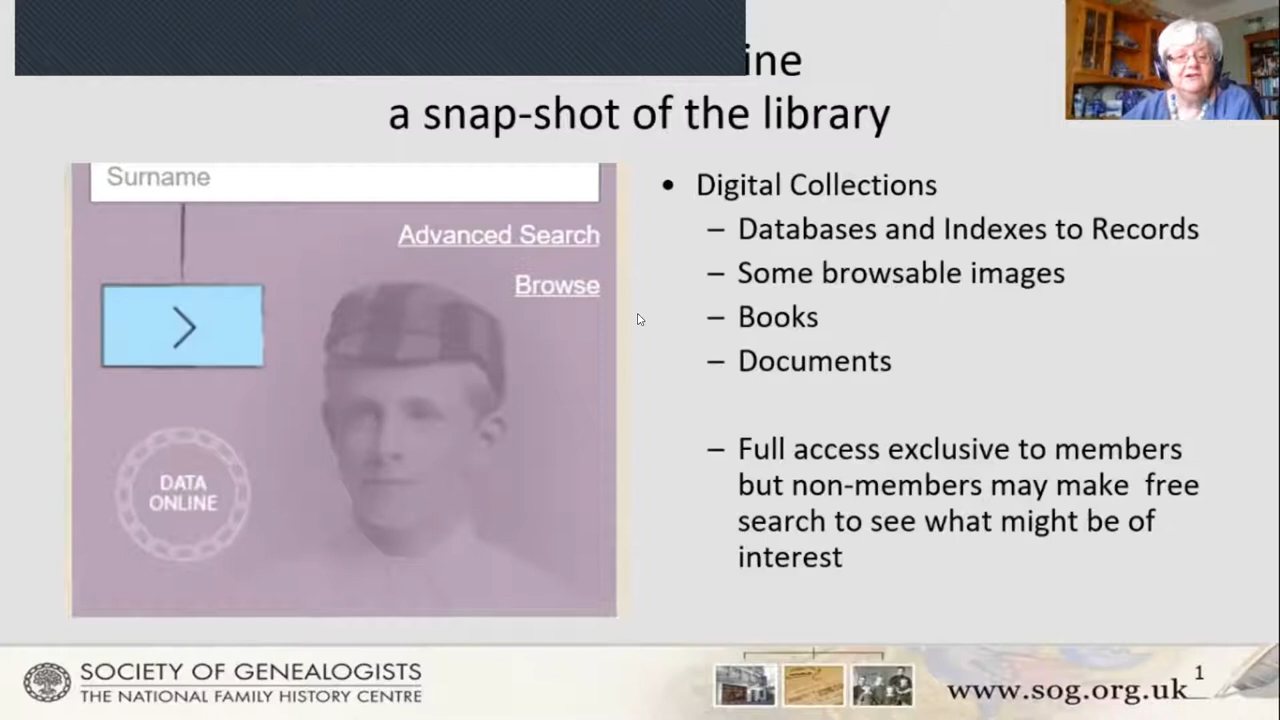 ine
a snap-shot of the library
Surname
Advanced Search
Browse
DATA
ONLINE
• Digital Collections
– Databases and Indexes to Records
– Some browsable images
– Books
– Documents
– Full access exclusive to members
but non-members may make free
search to see what might be of
interest
SOCIETY OF GENEALOGISTS
THE NATIONAL FAMILY HISTORY CENTRE
www.sog.org.uk
1